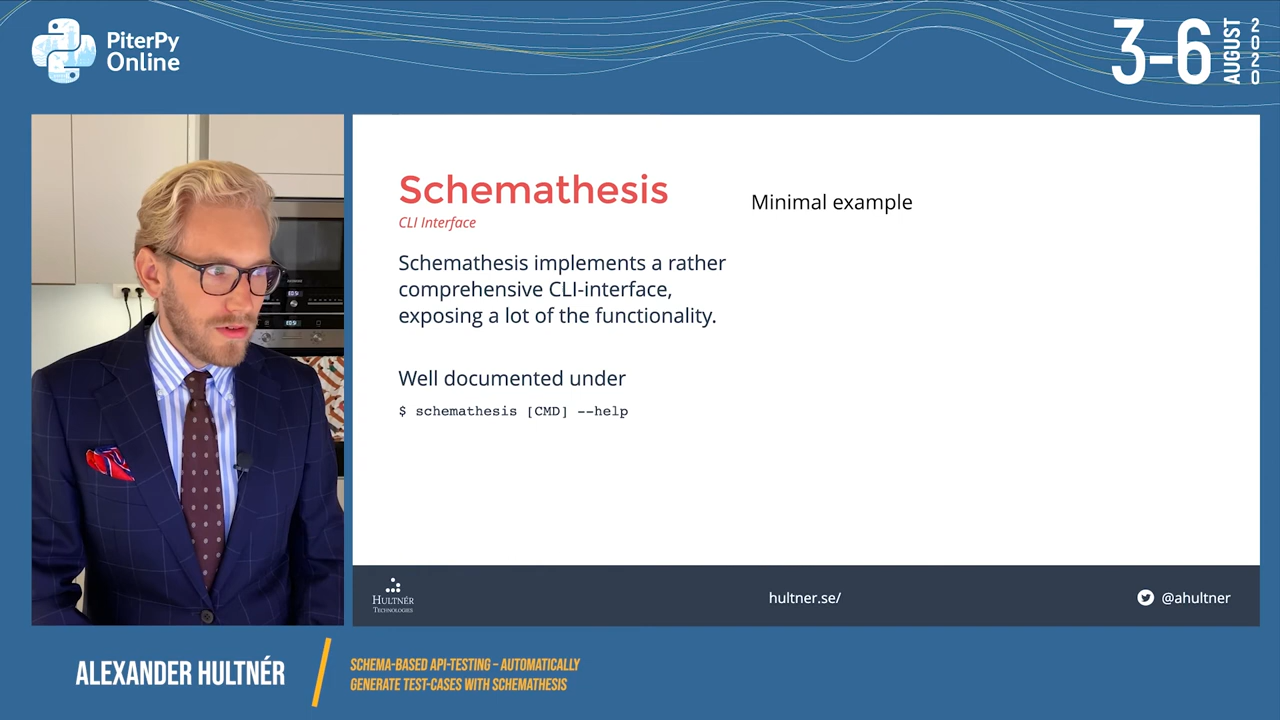 PiterPy
Online
3-6
AUGUST
2020
Schemathesis
CLI Interface
Schemathesis implements a rather
comprehensive CLI-interface,
exposing a lot of the functionality.
Well documented under
$ schemathesis [CMD] --help
Minimal example
HULTNÉR
TECHNOLOGIES
hultner.se/
@ahultner
ALEXANDER HULTNÉR
SCHEMA-BASED API-TESTING – AUTOMATICALLY
GENERATE TEST-CASES WITH SCHEMATHESIS